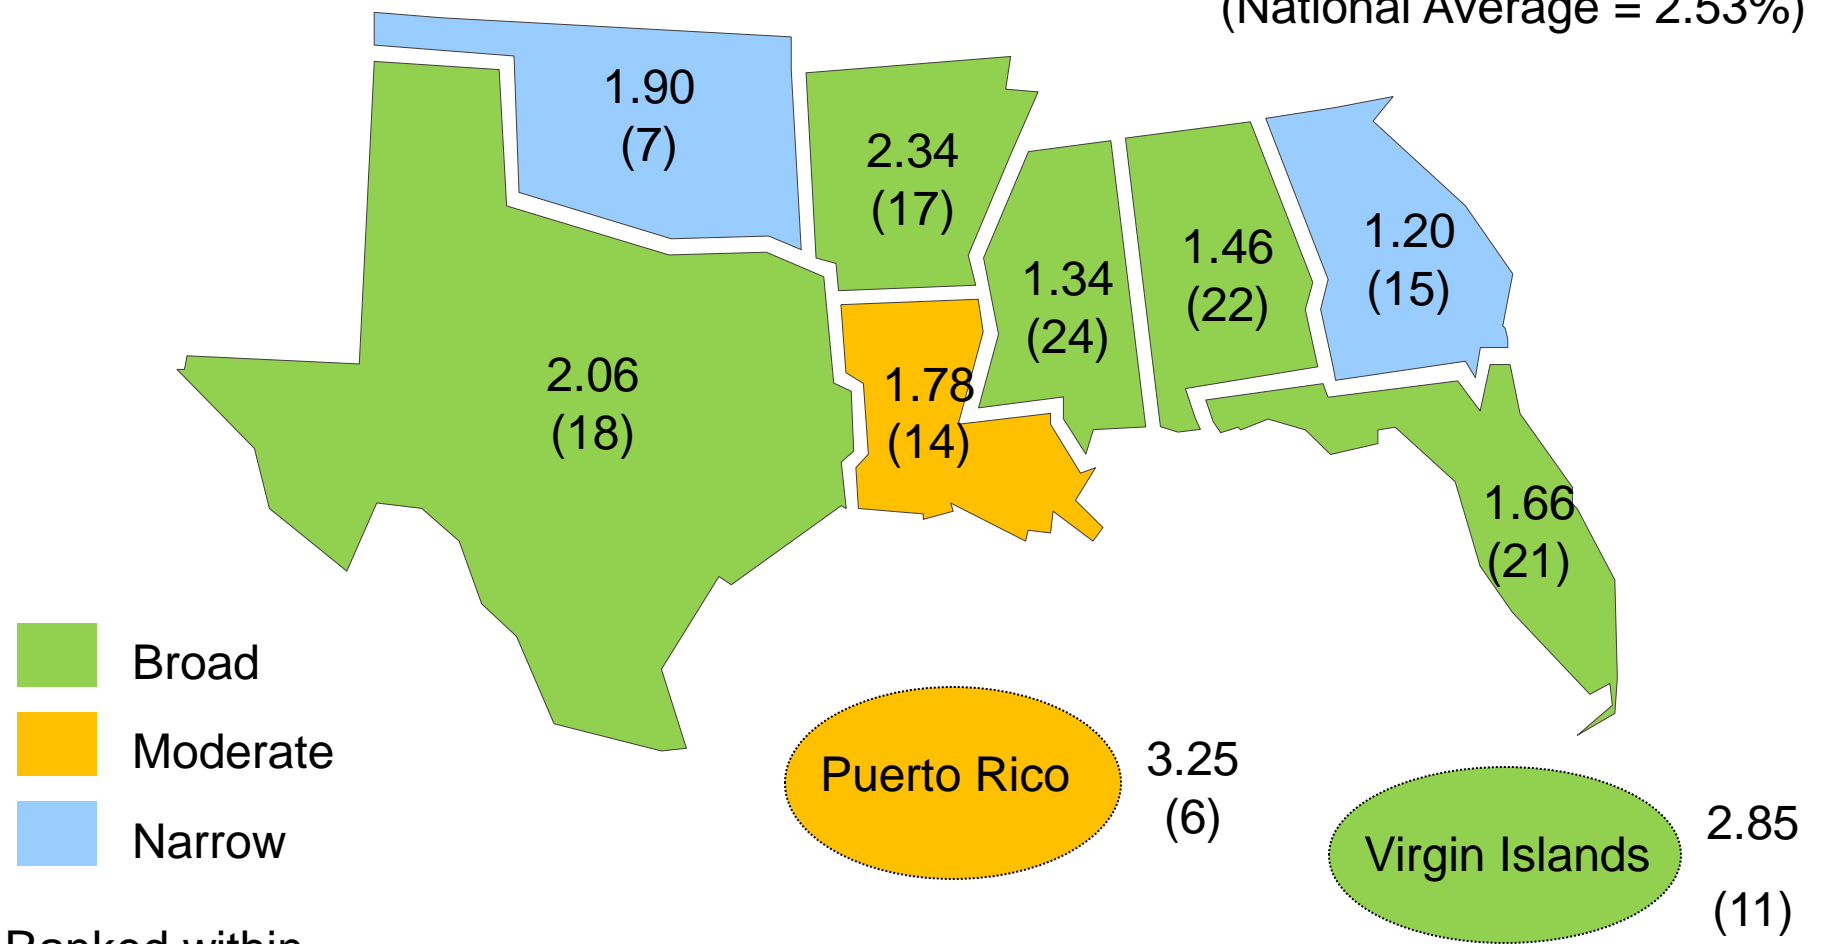 (National Average = 2.53%)
1.90
(7)
2.34
(17)
1.20
(15)
1.46
(22)
1.34
(24)
2.06
(18)
1.78
(14)
1.66
(21)
Broad
Moderate
Narrow
Puerto Rico
3.25
(6)
Virgin Islands
2.85
(11)
Ranked within